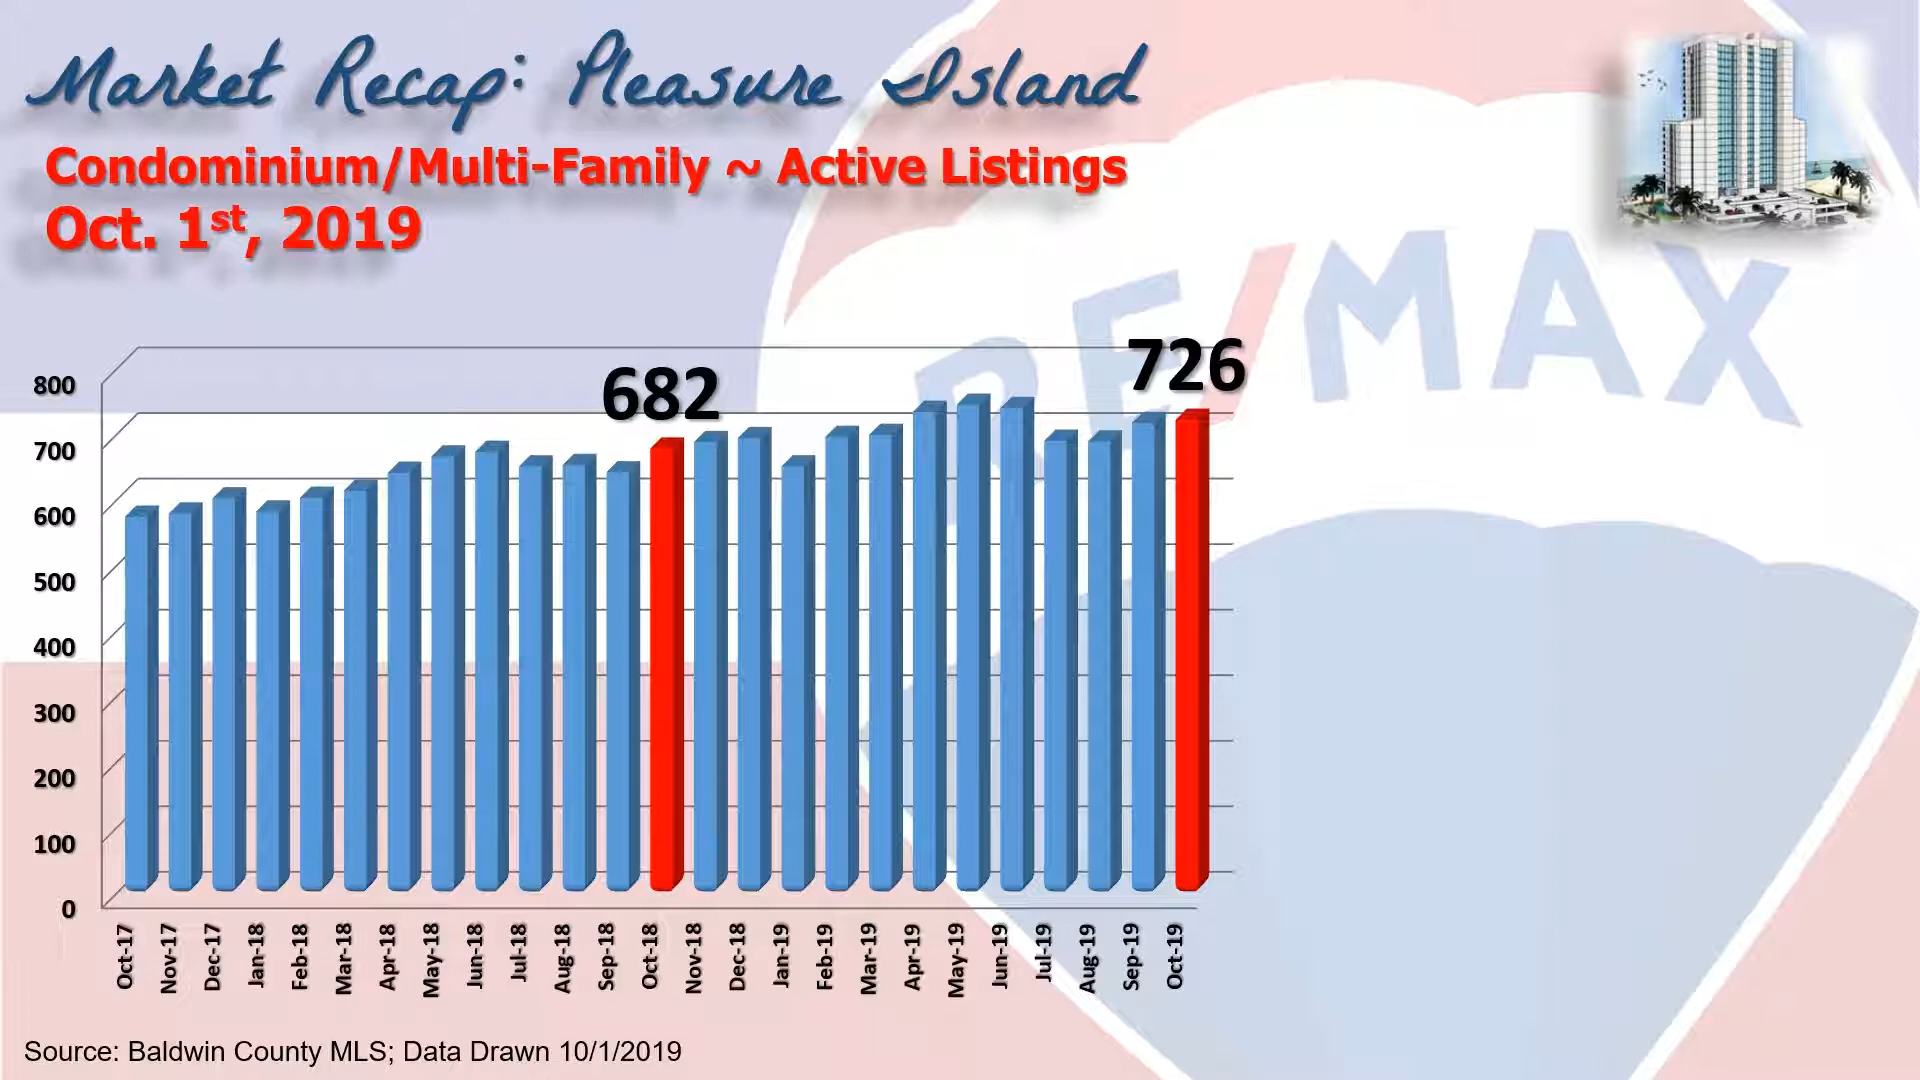 Market Recap: Pleasure Island
Condominium/Multi-Family ~ Active Listings
Oct. 1st, 2019
RE/MAX
682
726
800
700
600
500
400
300
200
100
0
Oct-17
Nov-17
Dec-17
Jan-18
Feb-18
Mar-18
Apr-18
May-18
Jun-18
Jul-18
Aug-18
Sep-18
Oct-18
Nov-18
Dec-18
Jan-19
Feb-19
Mar-19
Apr-19
May-19
Jun-19
Jul-19
Aug-19
Sep-19
Oct-19
Source: Baldwin County MLS; Data Drawn 10/1/2019